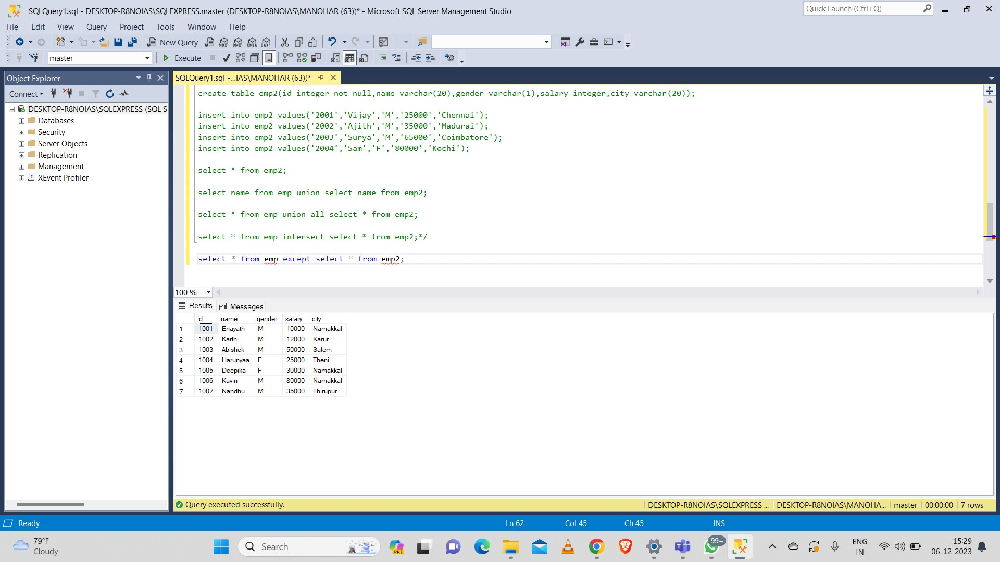 SQLQuery1.sql - DESKTOP-R8NOIAS\SQLEXPRESS.master (DESKTOP-R8NOIAS\MANOHAR (63))* - Microsoft SQL Server Management Studio
Quick Launch (Ctrl+Q)
File Edit View Query Project Tools Window Help
New Query MDX DMX XMLA DAX
master Execute
Object Explorer
SQLQuery1.sql -...IAS\MANOHAR (63))*
Connect
DESKTOP-R8NOIAS\SQLEXPRESS (SQL S
Databases
Security
Server Objects
Replication
Management
XEvent Profiler
create table emp2(id integer not null,name varchar(20),gender varchar(1),salary integer,city varchar(20));
insert into emp2 values('2001','Vijay','M','25000','Chennai');
insert into emp2 values('2002','Ajith','M','35000','Madurai');
insert into emp2 values('2003','Surya','M','65000','Coimbatore');
insert into emp2 values('2004','Sam','F','80000','Kochi');
select * from emp2;
select name from emp union select name from emp2;
select * from emp union all select * from emp2;
select * from emp intersect select * from emp2;*/
select * from emp except select * from emp2;
100 %
Results Messages
id name gender salary city
1 1001 Enayath M 10000 Namakkal
2 1002 Karthi M 12000 Karur
3 1003 Abishek M 50000 Salem
4 1004 Harunyaa F 25000 Theni
5 1005 Deepika F 30000 Namakkal
6 1006 Kavin M 80000 Namakkal
7 1007 Nandhu M 35000 Thirupur
Query executed successfully.
DESKTOP-R8NOIAS\SQLEXPRESS ... DESKTOP-R8NOIAS\MANOHA... master 00:00:00 7 rows
Ready Ln 62 Col 45 Ch 45 INS
79°F
Cloudy
Search
PRE
99+
ENG
IN
15:29
06-12-2023